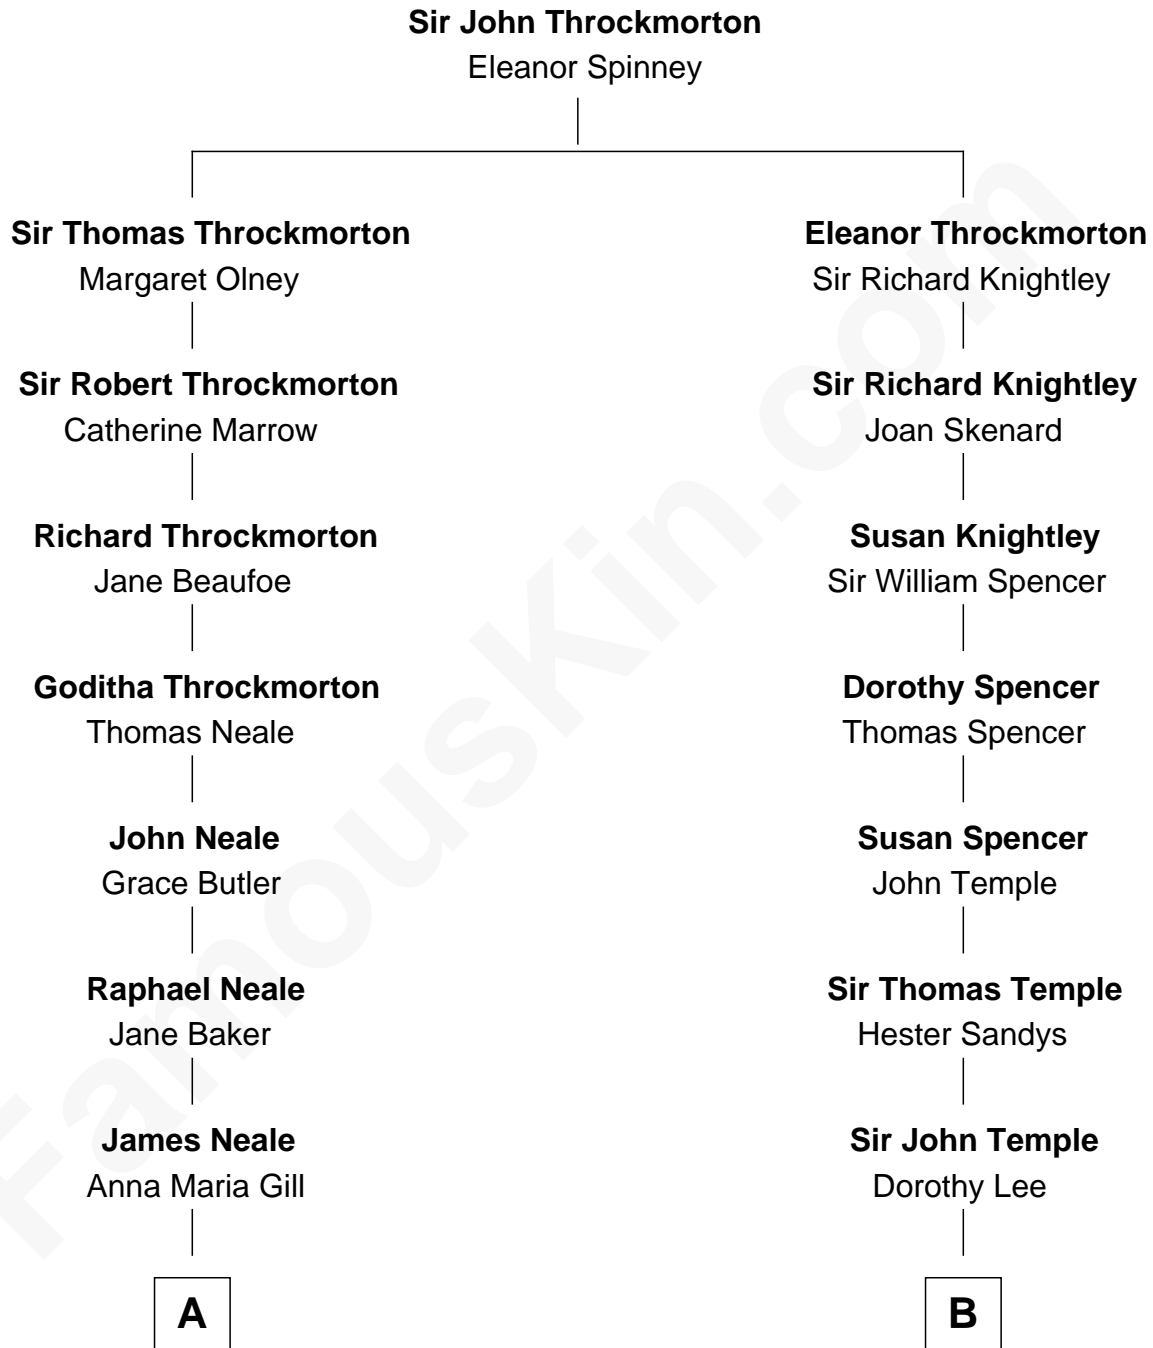 Sir John Throckmorton
Eleanor Spinney
Sir Thomas Throckmorton
Margaret Olney
Sir Robert Throckmorton
Catherine Marrow
Richard Throckmorton
Jane Beaufoe
Goditha Throckmorton
Thomas Neale
John Neale
Grace Butler
Raphael Neale
Jane Baker
James Neale
Anna Maria Gill
A
Eleanor Throckmorton
Sir Richard Knightley
Sir Richard Knightley
Joan Skenard
Susan Knightley
Sir William Spencer
Dorothy Spencer
Thomas Spencer
Susan Spencer
John Temple
Sir Thomas Temple
Hester Sandys
Sir John Temple
Dorothy Lee
B
FamousKin.com